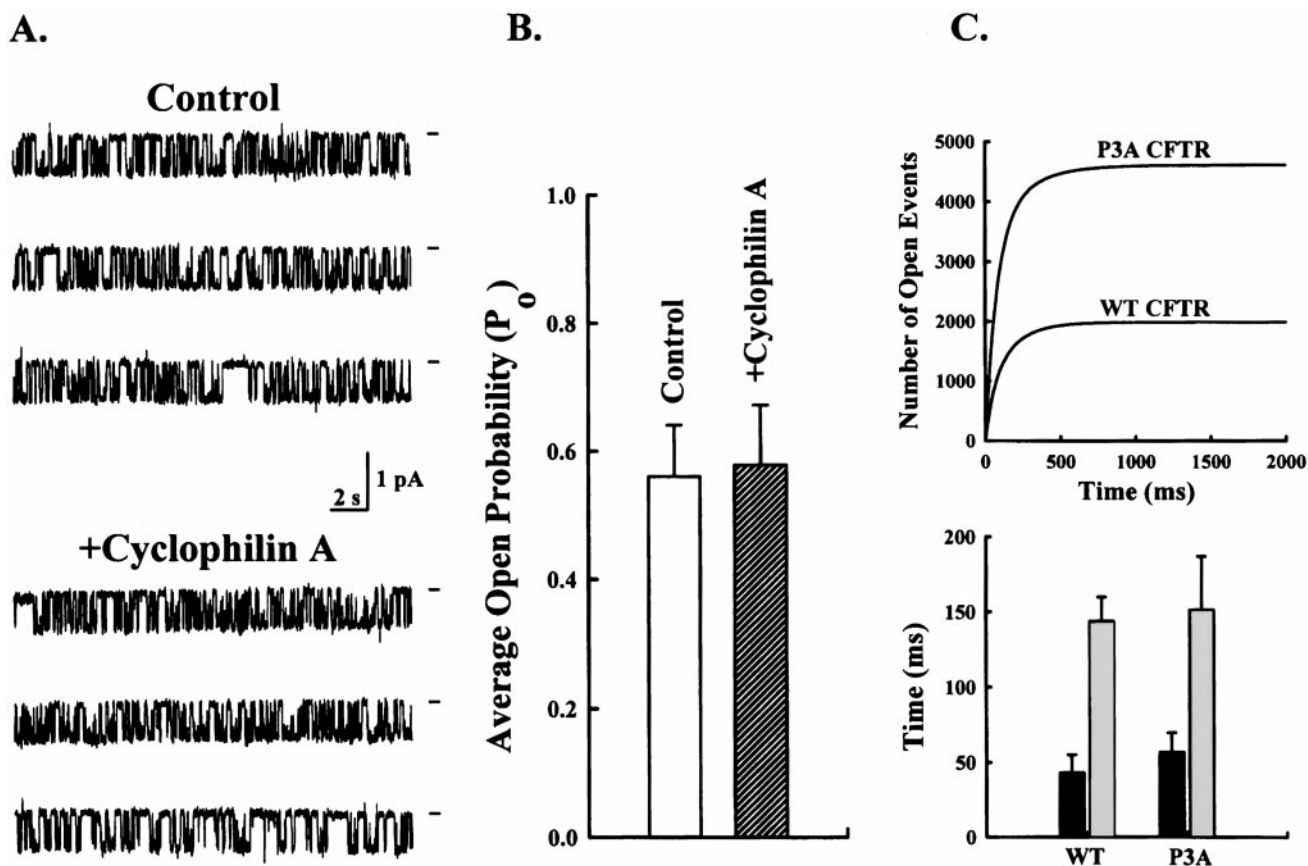 A.
Control
2 s
1 pA
+Cyclophilin A
B.
Average Open Probability (Po)
1.0
0.8
0.6
0.4
0.2
0.0
Control
+Cyclophilin A
C.
Number of Open Events
5000
4000
3000
2000
1000
0
P3A CFTR
WT CFTR
0 500 1000 1500 2000
Time (ms)
Time (ms)
200
150
100
50
0
WT P3A